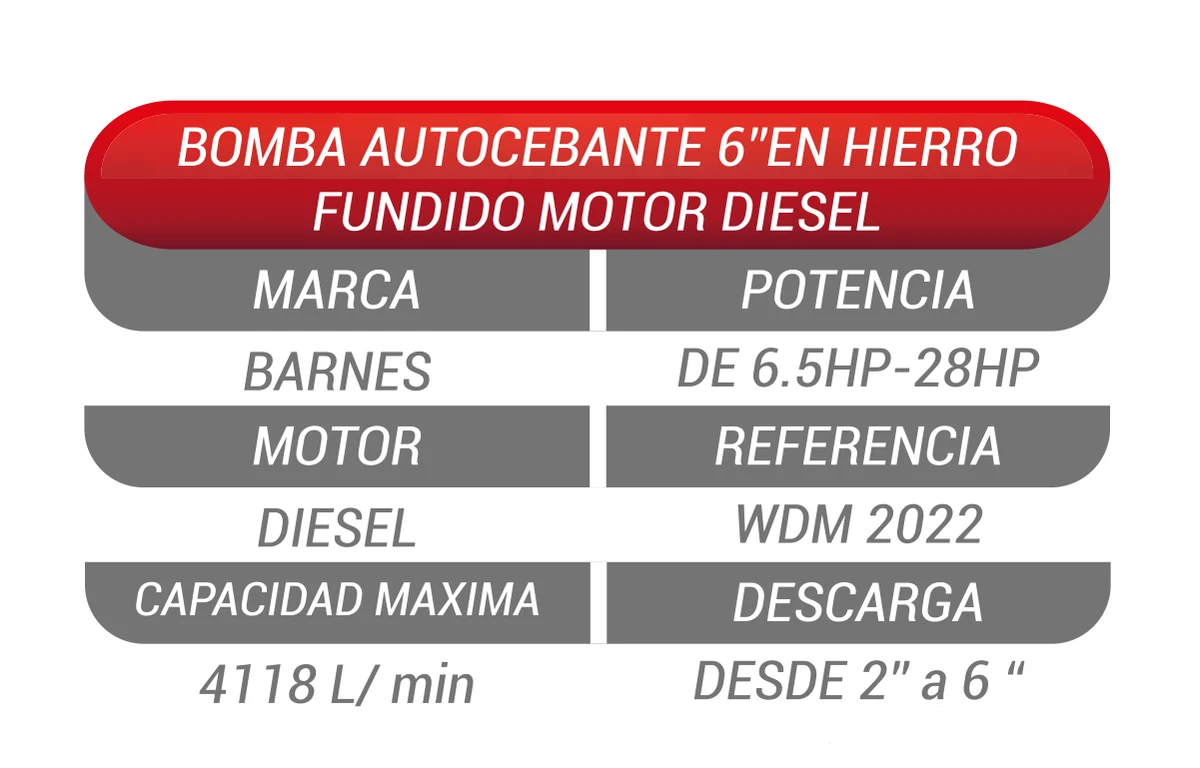 BOMBA AUTOCEBANTE 6”EN HIERRO
FUNDIDO MOTOR DIESEL
MARCA
POTENCIA
BARNES
DE 6.5HP-28HP
MOTOR
REFERENCIA
DIESEL
WDM 2022
CAPACIDAD MAXIMA
DESCARGA
4118 L/ min
DESDE 2” a 6 “